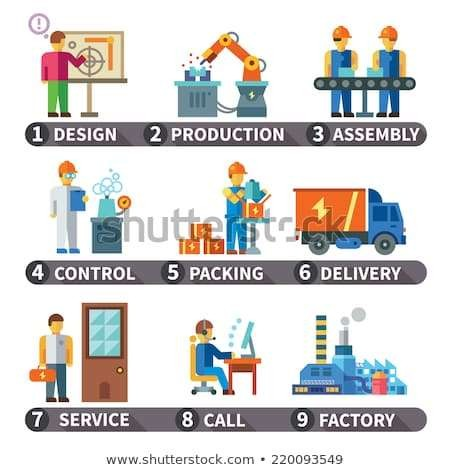 1 DESIGN 2 PRODUCTION 3 ASSEMBLY
4 CONTROL 5 PACKING 6 DELIVERY
7 SERVICE 8 CALL 9 FACTORY
shutterstock
www.shutterstock.com · 220093549